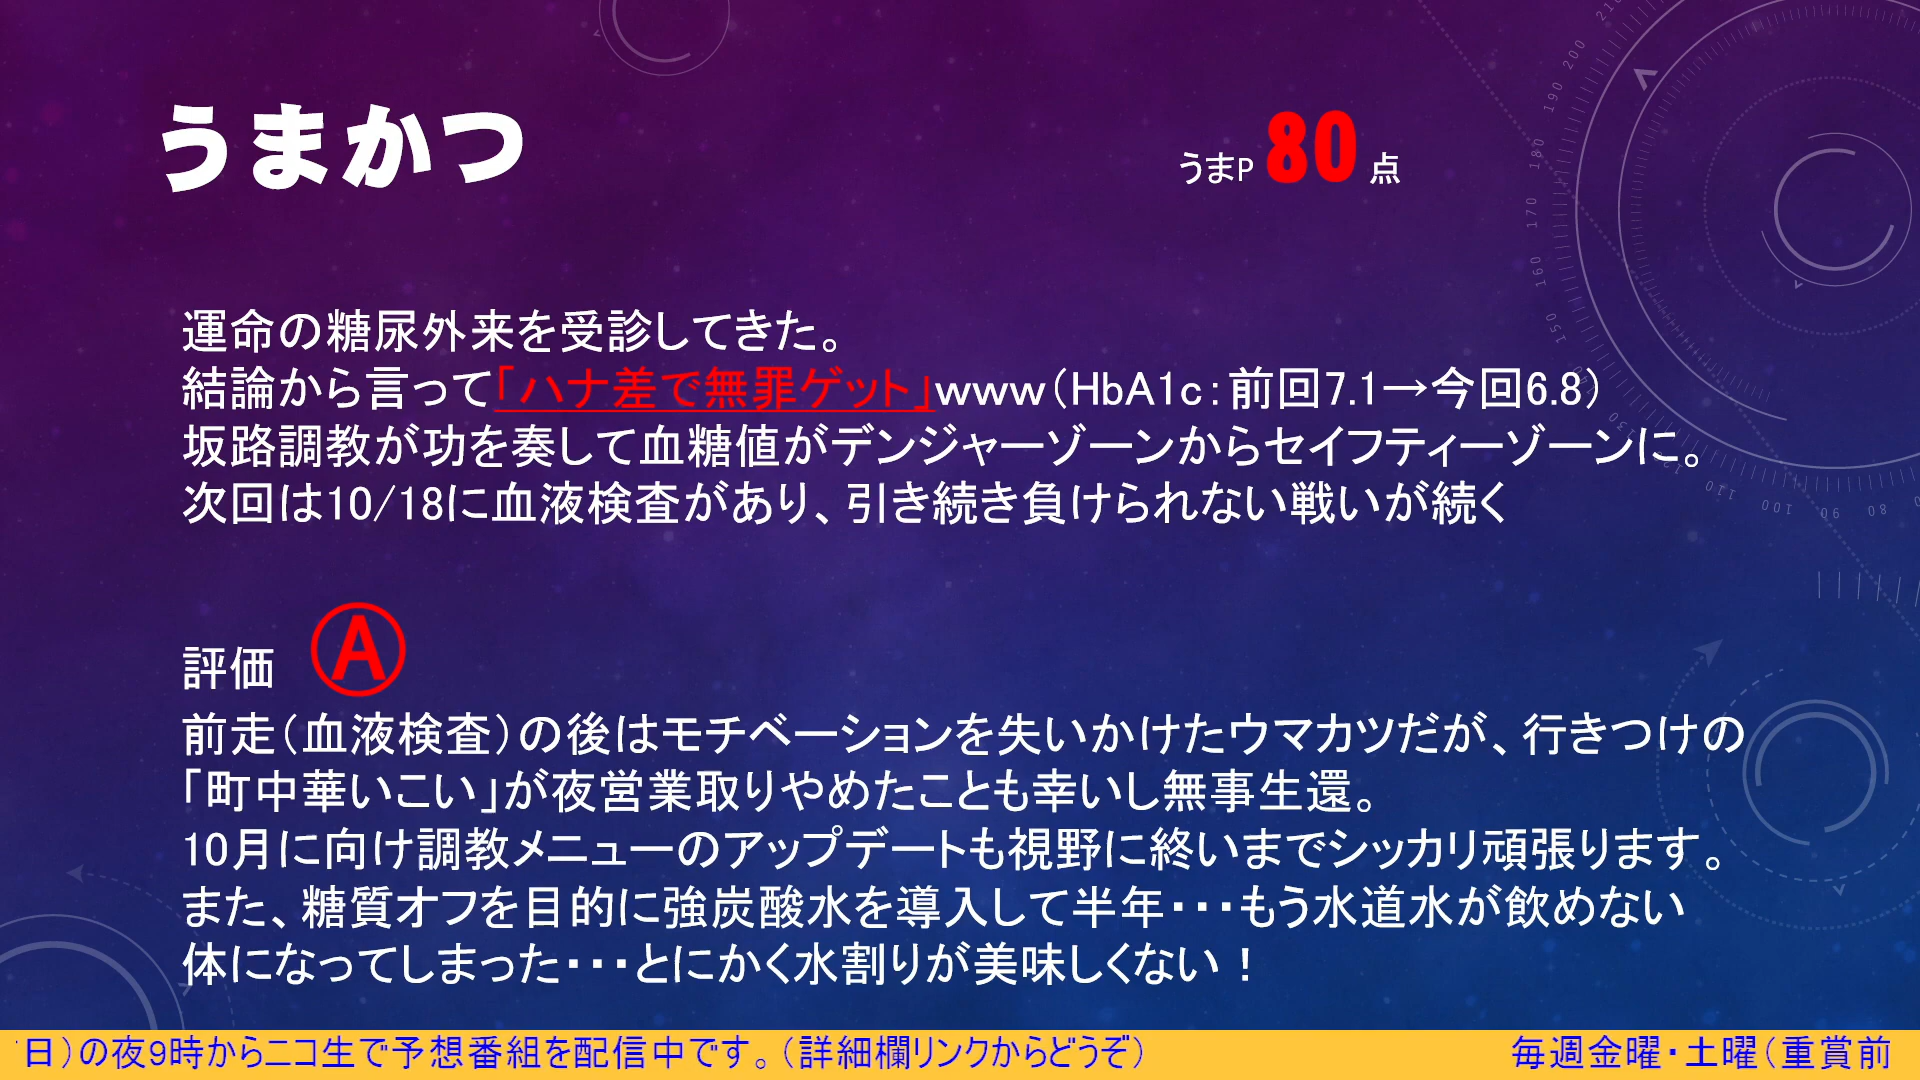 うまかつ
うまP 80 点
運命の糖尿外来を受診してきた。
結論から言って「ハナ差で無罪ゲット」www（HbA1c：前回7.1→今回6.8）
坂路調教が功を奏して血糖値がデンジャーゾーンからセイフティーゾーンに。
次回は10/18に血液検査があり、引き続き負けられない戦いが続く
評価 Ⓐ
前走（血液検査）の後はモチベーションを失いかけたウマカツだが、行きつけの
「町中華いこい」が夜営業取りやめたことも幸いし無事生還。
10月に向け調教メニューのアップデートも視野に終いまでシッカリ頑張ります。
また、糖質オフを目的に強炭酸水を導入して半年・・・もう水道水が飲めない
体になってしまった・・・とにかく水割りが美味しくない！
日）の夜9時からニコ生で予想番組を配信中です。（詳細欄リンクからどうぞ） 毎週金曜・土曜（重賞前
210
200
190
180
170
160
150
110
100
90
80